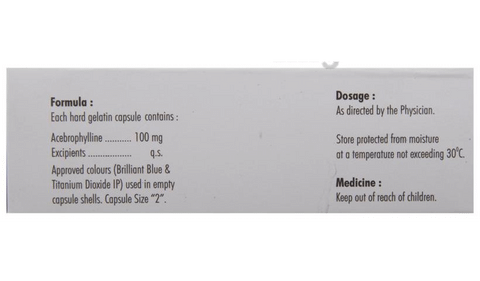 Formula :
Each hard gelatin capsule contains :
Acebrophylline ........... 100 mg
Excipients .................. q.s.
Approved colours (Brilliant Blue &
Titanium Dioxide IP) used in empty
capsule shells. Capsule Size "2".
Dosage :
As directed by the Physician.
Store protected from moisture
at a temperature not exceeding 30°C.
Medicine :
Keep out of reach of children.